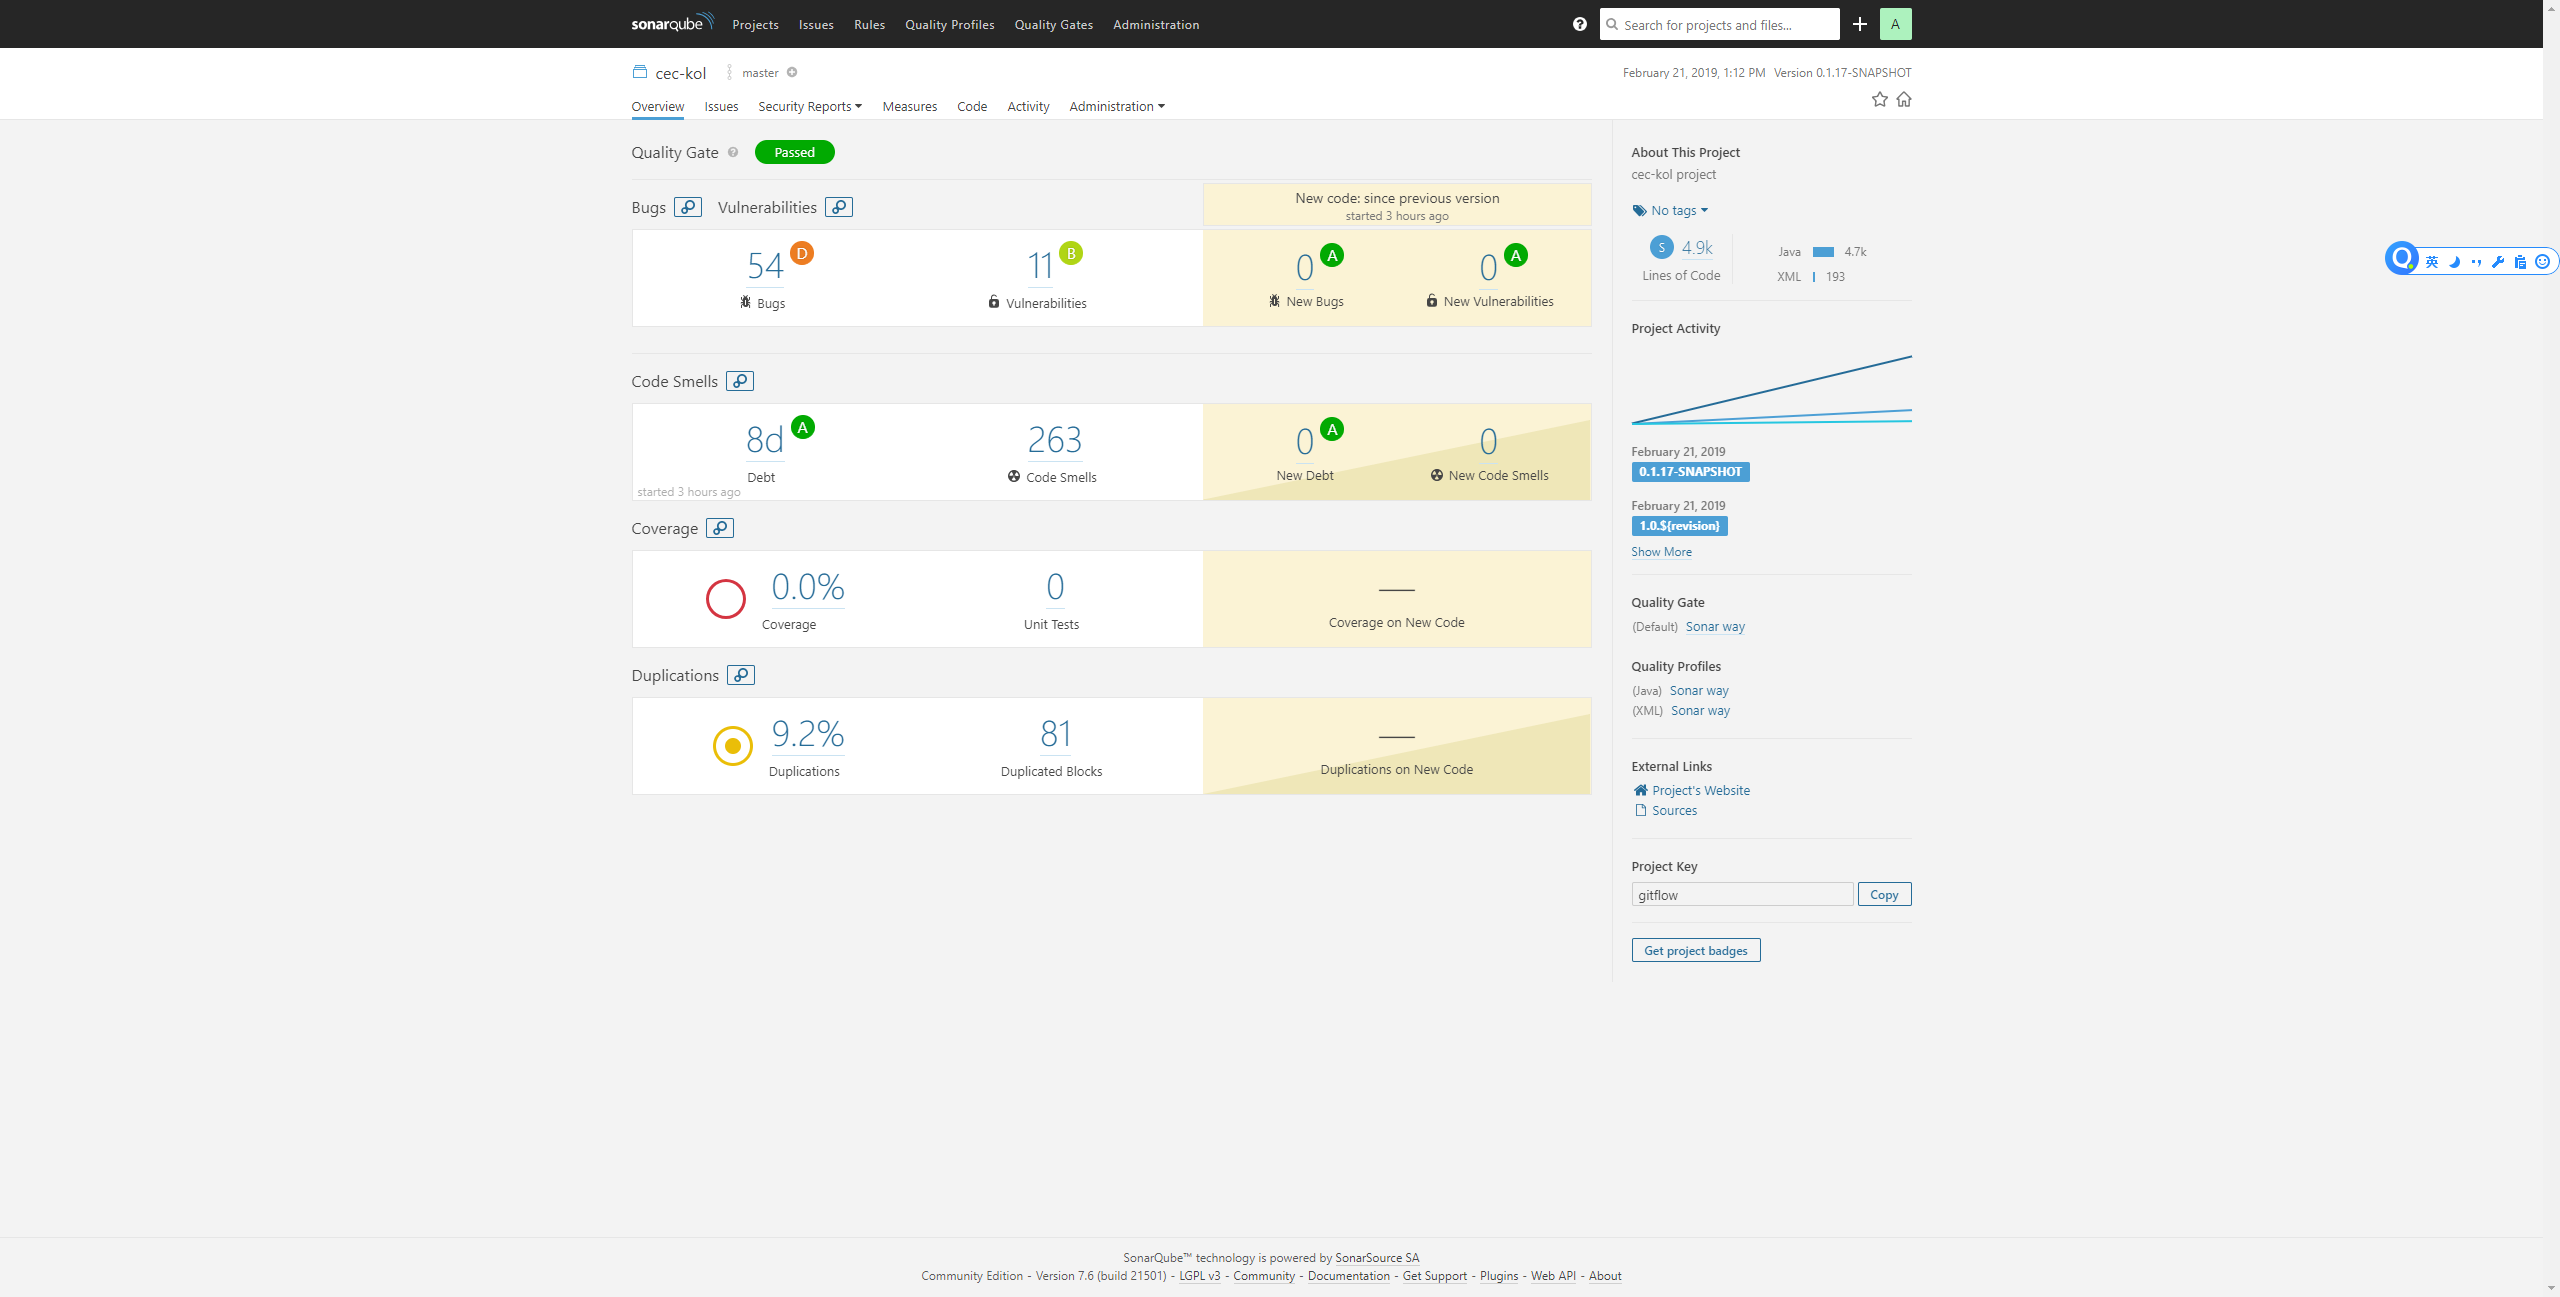 sonarqube Projects Issues Rules Quality Profiles Quality Gates Administration Search for projects and files... A
cec-kol master February 21, 2019, 1:12 PM Version 0.1.17-SNAPSHOT
Overview Issues Security Reports Measures Code Activity Administration
Quality Gate Passed
Bugs Vulnerabilities
New code: since previous version
started 3 hours ago
54 D 11 B 0 A 0 A
Bugs Vulnerabilities New Bugs New Vulnerabilities
Code Smells
8d A 263 0 A 0
Debt Code Smells New Debt New Code Smells
started 3 hours ago
Coverage
0.0% 0 —
Coverage Unit Tests Coverage on New Code
Duplications
9.2% 81 —
Duplications Duplicated Blocks Duplications on New Code
About This Project
cec-kol project
No tags
S 4.9k
Lines of Code
Java 4.7k
XML 193
英
Project Activity
February 21, 2019
0.1.17-SNAPSHOT
February 21, 2019
1.0.${revision}
Show More
Quality Gate
(Default) Sonar way
Quality Profiles
(Java) Sonar way
(XML) Sonar way
External Links
Project's Website
Sources
Project Key
gitflow Copy
Get project badges
SonarQube™ technology is powered by SonarSource SA
Community Edition - Version 7.6 (build 21501) - LGPL v3 - Community - Documentation - Get Support - Plugins - Web API - About